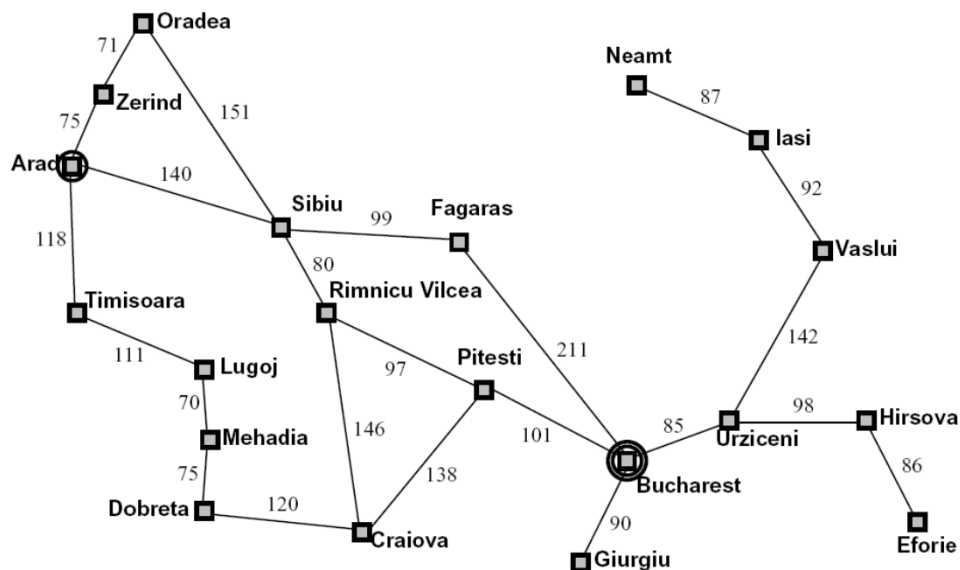 Oradea
71
Neamt
87
Zerind
151
75
Iasi
Arad
140
92
Sibiu
99
Fagaras
118
Vaslui
80
Timisoara
Rimnicu Vilcea
142
111
Lugoj
97
Pitesti
211
70
Mehadia
146
101
85
98
Hirsova
Urziceni
75
138
86
Bucharest
Dobreta
120
90
Craiova
Eforie
Giurgiu